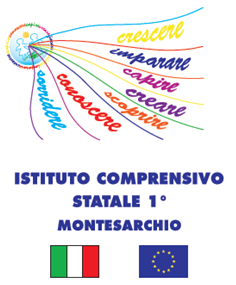 crescere
imparare
capire
creare
scoprire
conoscere
sorridere
ISTITUTO COMPRENSIVO
STATALE 1°
MONTESARCHIO